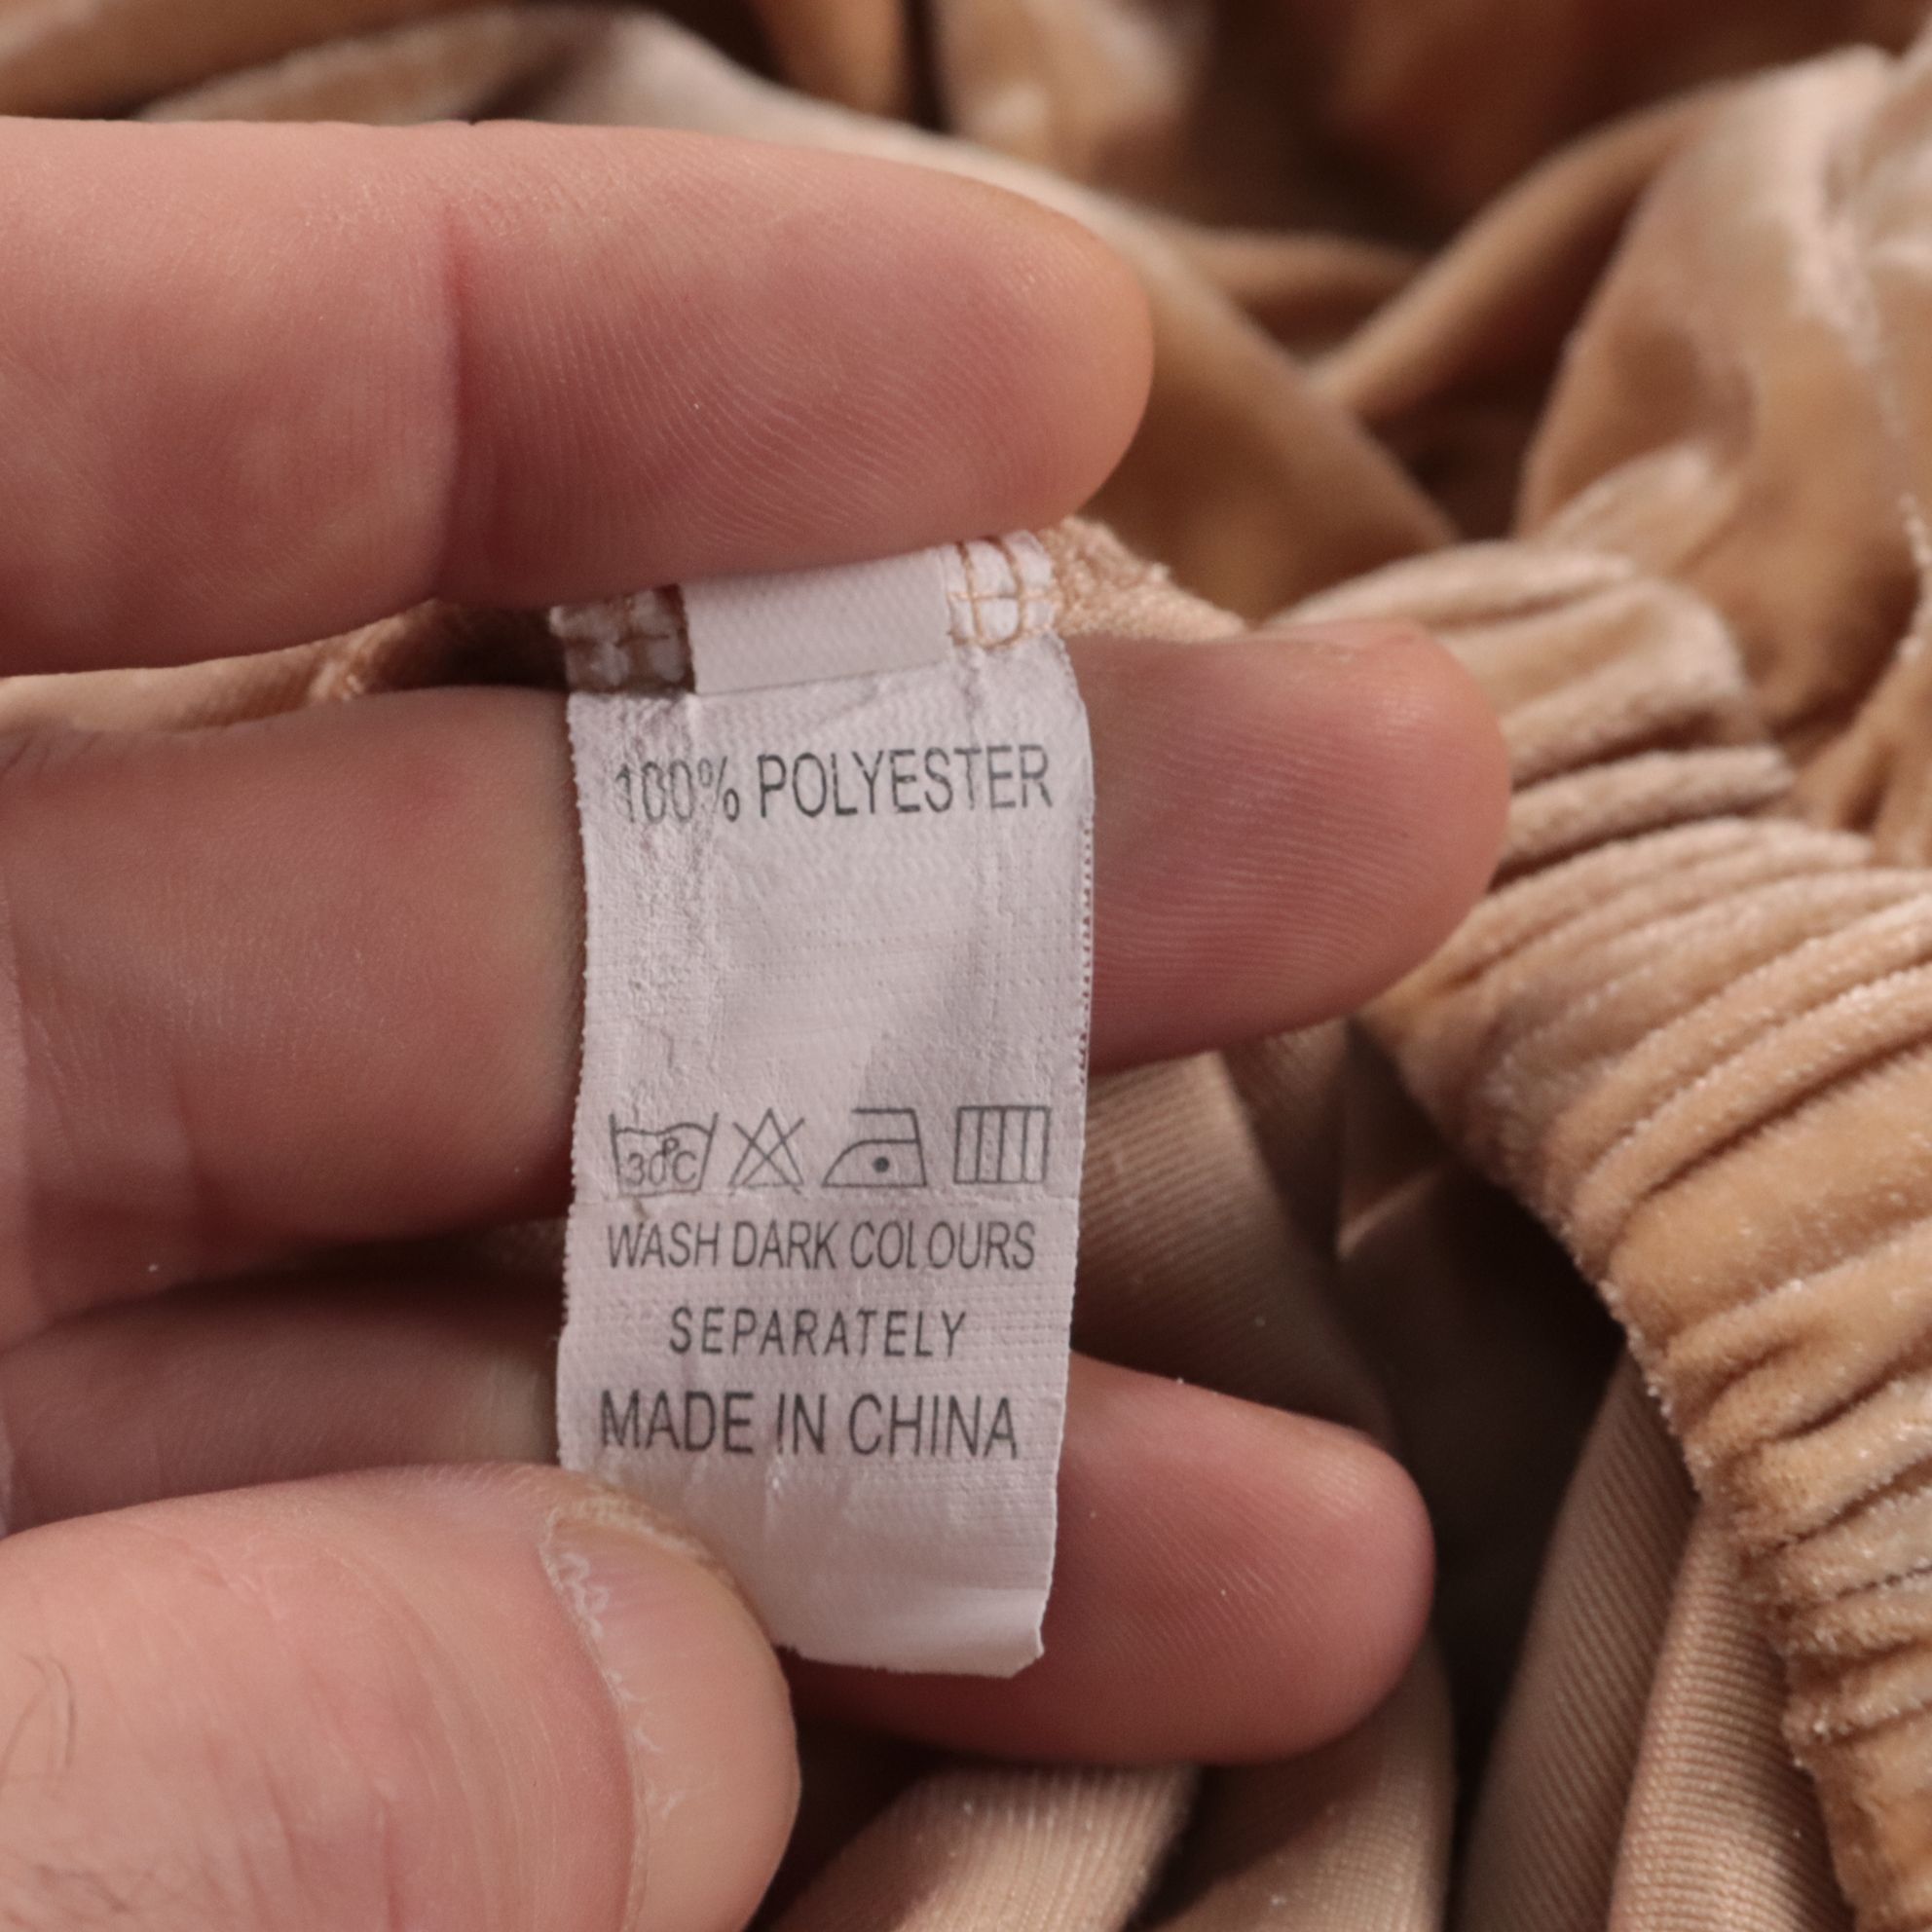 100% POLYESTER
30°C
WASH DARK COLOURS
SEPARATELY
MADE IN CHINA